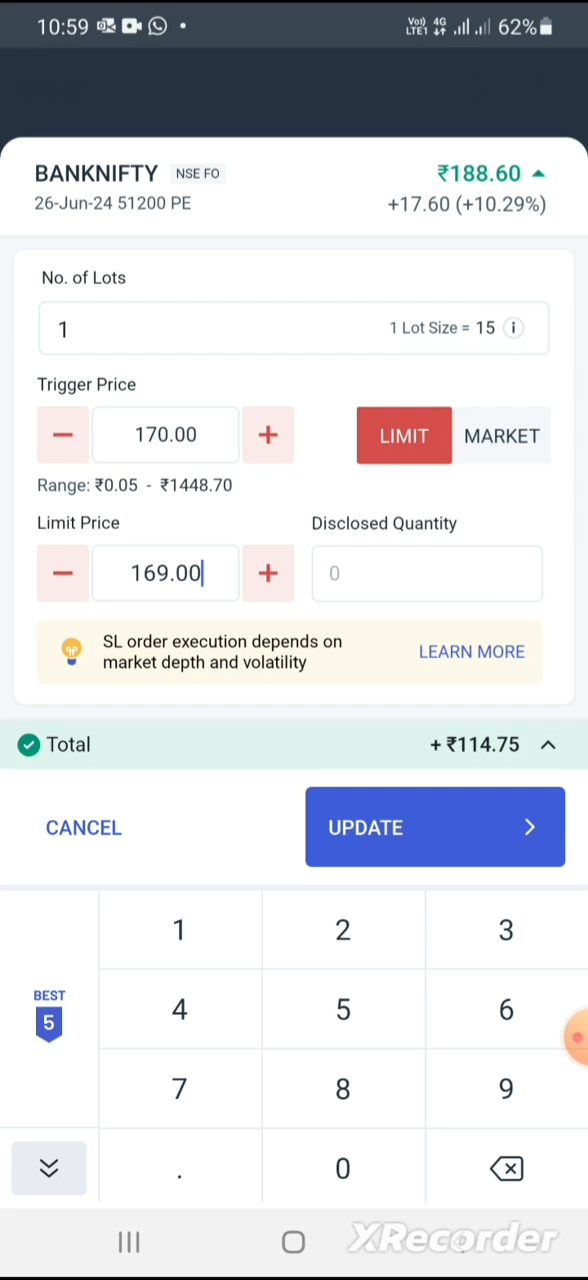 10:59
Vo)) 4G LTE1 62%
BANKNIFTY NSE FO ₹188.60
26-Jun-24 51200 PE +17.60 (+10.29%)
No. of Lots
1 1 Lot Size = 15 i
Trigger Price
− 170.00 + LIMIT MARKET
Range: ₹0.05 - ₹1448.70
Limit Price Disclosed Quantity
− 169.00 + 0
SL order execution depends on
market depth and volatility
LEARN MORE
Total + ₹114.75
CANCEL UPDATE
1 2 3
BEST
5
4 5 6
7 8 9
. 0
XRecorder